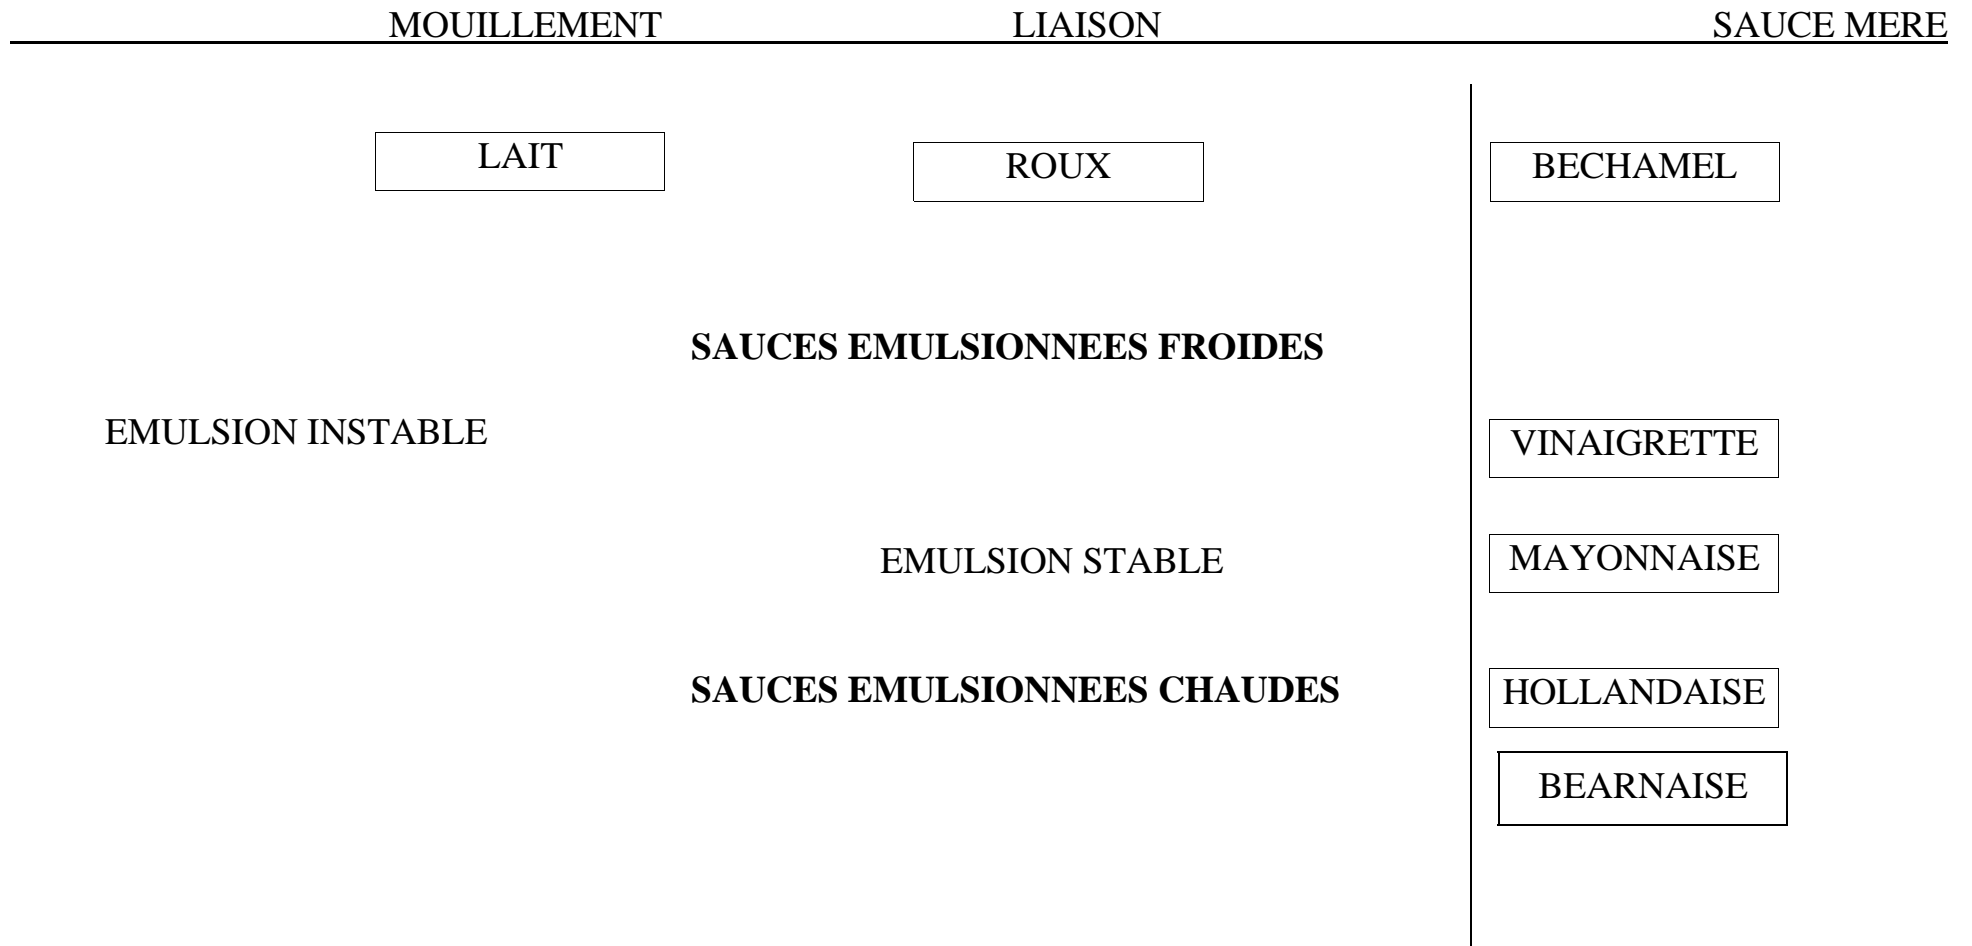 MOUILLEMENT LIAISON SAUCE MERE
LAIT ROUX BECHAMEL
SAUCES EMULSIONNEES FROIDES
EMULSION INSTABLE VINAIGRETTE
EMULSION STABLE MAYONNAISE
SAUCES EMULSIONNEES CHAUDES HOLLANDAISE
BEARNAISE